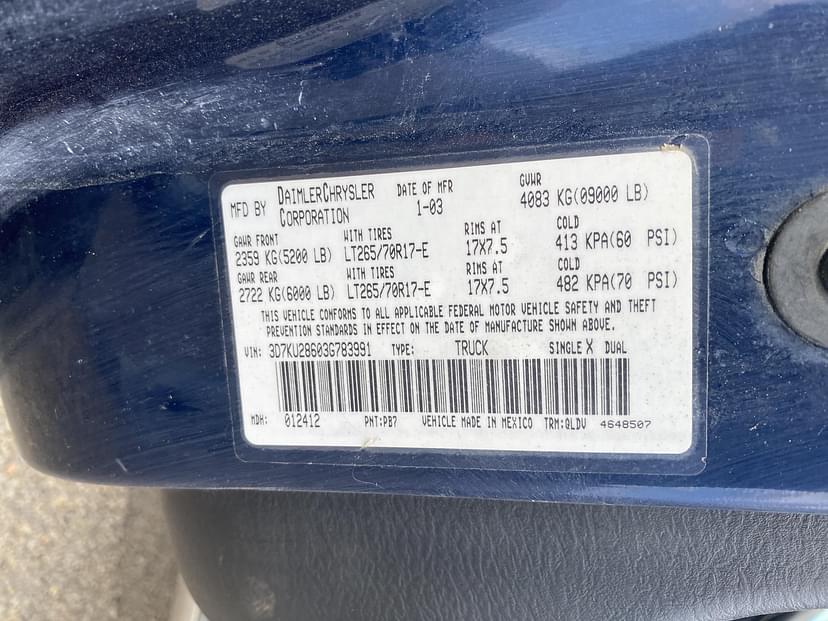 MFD BY DAIMLERCHRYSLER CORPORATION DATE OF MFR 1-03 GVWR 4083 KG(09000 LB)
GAWR FRONT WITH TIRES RIMS AT COLD
2359 KG(5200 LB) LT265/70R17-E 17X7.5 413 KPA(60 PSI)
GAWR REAR WITH TIRES RIMS AT COLD
2722 KG(6000 LB) LT265/70R17-E 17X7.5 482 KPA(70 PSI)
THIS VEHICLE CONFORMS TO ALL APPLICABLE FEDERAL MOTOR VEHICLE SAFETY AND THEFT
PREVENTION STANDARDS IN EFFECT ON THE DATE OF MANUFACTURE SHOWN ABOVE.
VIN: 3D7KU28603G783991 TYPE: TRUCK SINGLE X DUAL
MDH: 012412 PNT:PB7 VEHICLE MADE IN MEXICO TRM:QLDV 4648507